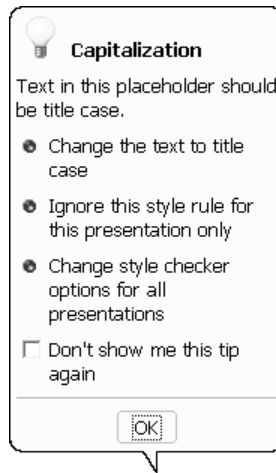 Capitalization
Text in this placeholder should
be title case.
Change the text to title
case
Ignore this style rule for
this presentation only
Change style checker
options for all
presentations
Don't show me this tip
again
OK